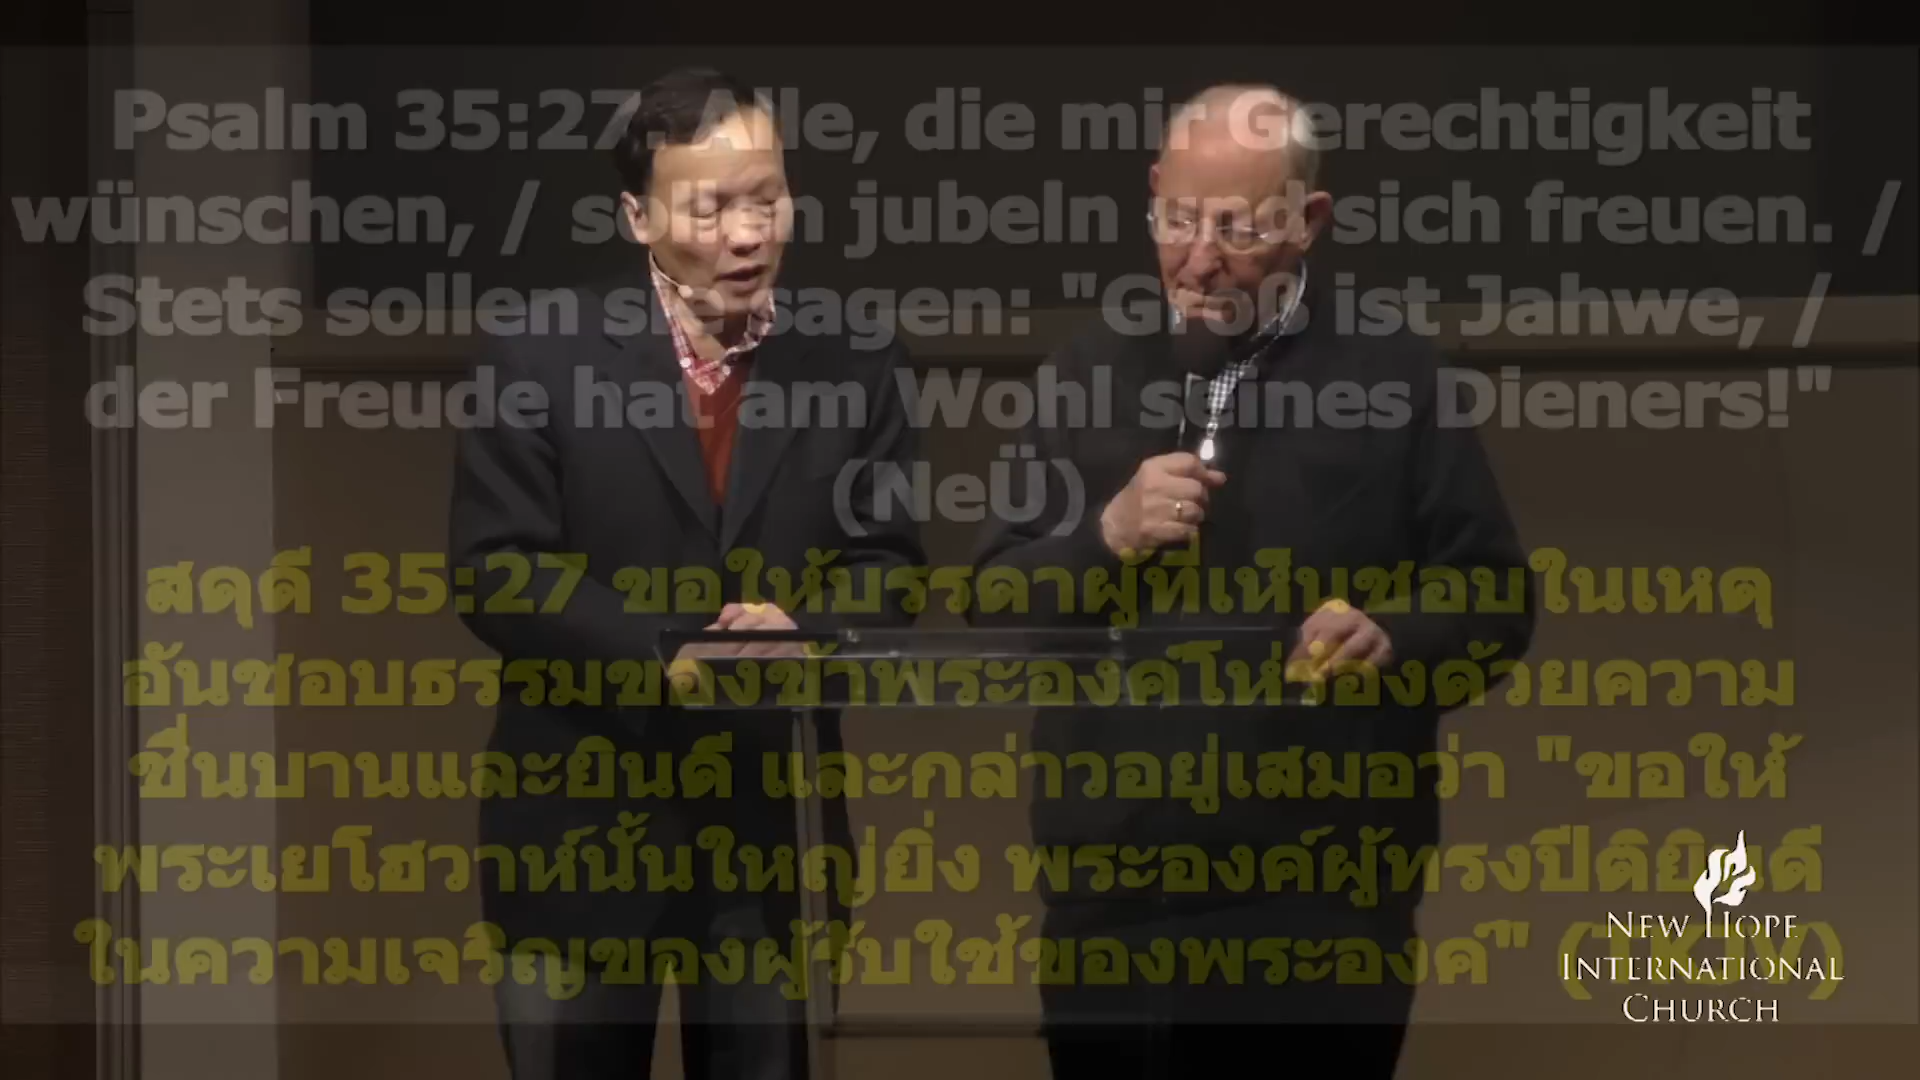 Psalm 35:27. Alle, die mir Gerechtigkeit
wünschen, / sollen jubeln und sich freuen. /
Stets sollen sie sagen: "Groß ist Jahwe, /
der Freude hat am Wohl seines Dieners!"
(NeÜ)
สดุดี 35:27 ขอให้บรรดาผู้ที่เห็นชอบในเหตุ
อันชอบธรรมของข้าพระองค์โห่ร้องด้วยความ
ชื่นบานและยินดี และกล่าวอยู่เสมอว่า "ขอให้
พระเยโฮวาห์นั้นใหญ่ยิ่ง พระองค์ผู้ทรงปีติยินดี
ในความเจริญของผู้รับใช้ของพระองค์" (TKJV)
NEW HOPE
INTERNATIONAL
CHURCH